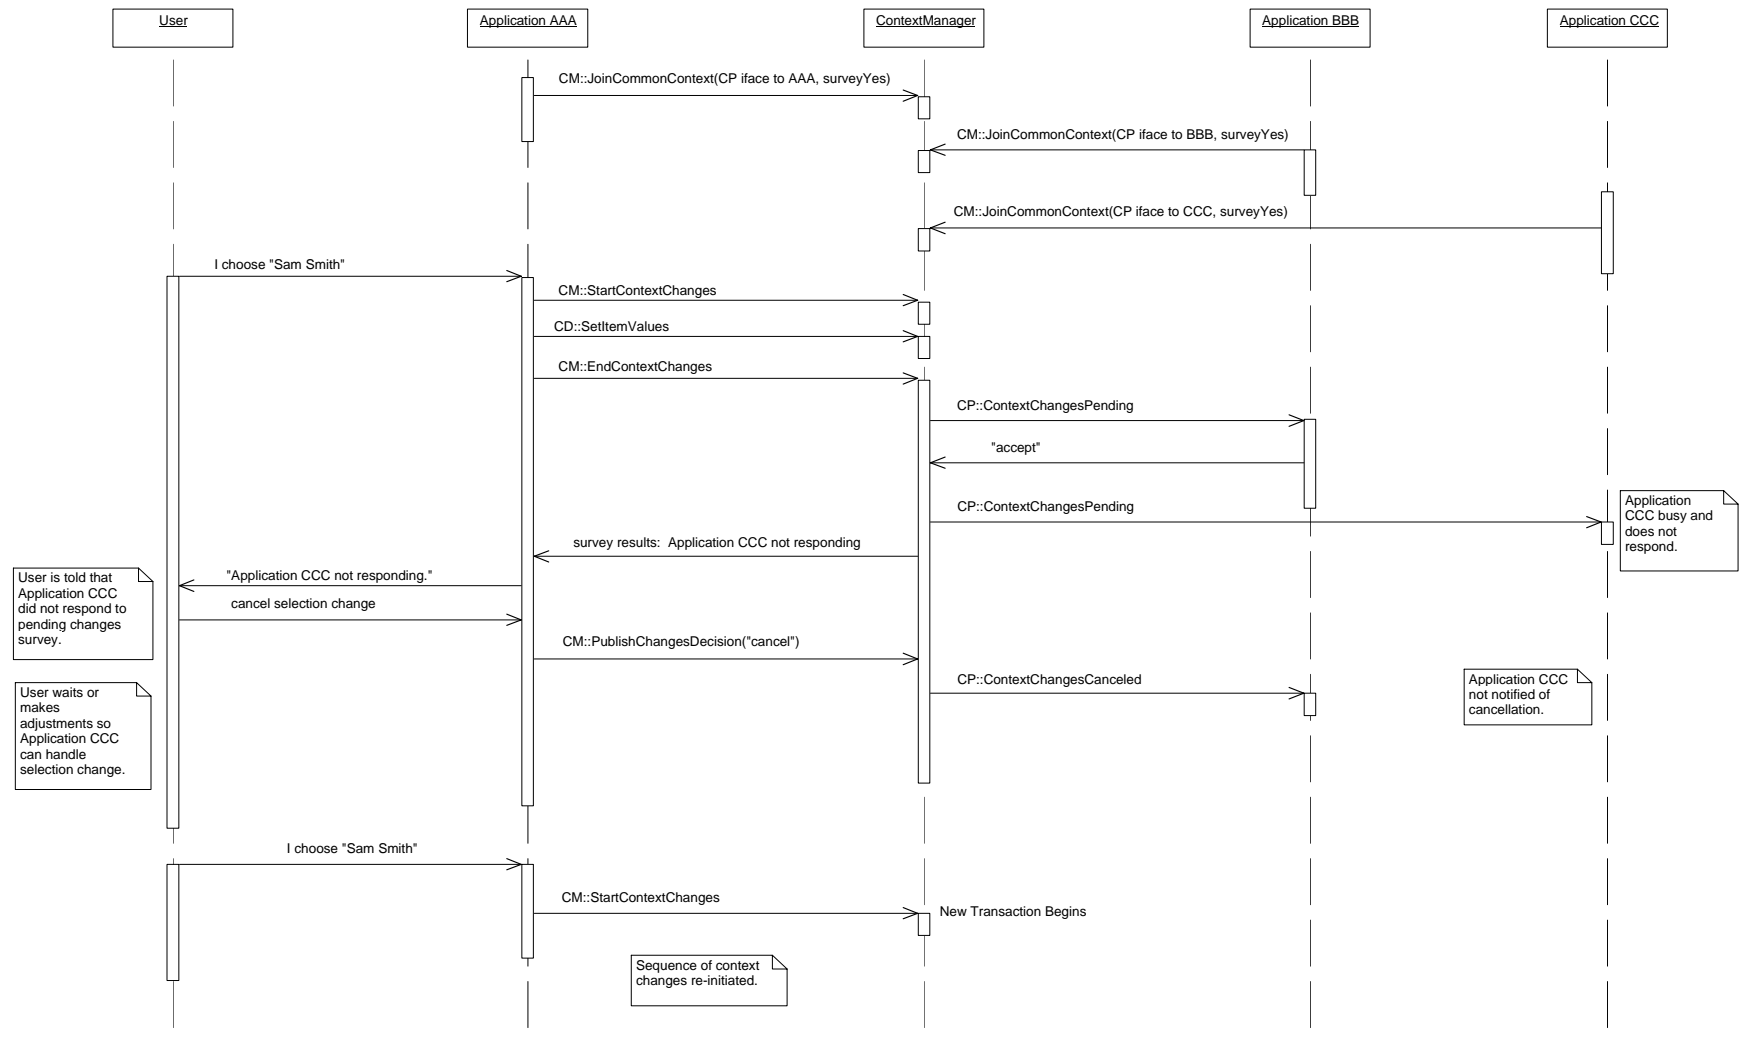 User
Application AAA
ContextManager
Application BBB
Application CCC
CM::JoinCommonContext(CP iface to AAA, surveyYes)
CM::JoinCommonContext(CP iface to BBB, surveyYes)
CM::JoinCommonContext(CP iface to CCC, surveyYes)
I choose "Sam Smith"
CM::StartContextChanges
CD::SetItemValues
CM::EndContextChanges
CP::ContextChangesPending
"accept"
CP::ContextChangesPending
Application
CCC busy and
does not
respond.
survey results:  Application CCC not responding
"Application CCC not responding."
User is told that
Application CCC
did not respond to
pending changes
survey.
cancel selection change
CM::PublishChangesDecision("cancel")
CP::ContextChangesCanceled
Application CCC
not notified of
cancellation.
User waits or
makes
adjustments so
Application CCC
can handle
selection change.
I choose "Sam Smith"
CM::StartContextChanges
New Transaction Begins
Sequence of context
changes re-initiated.